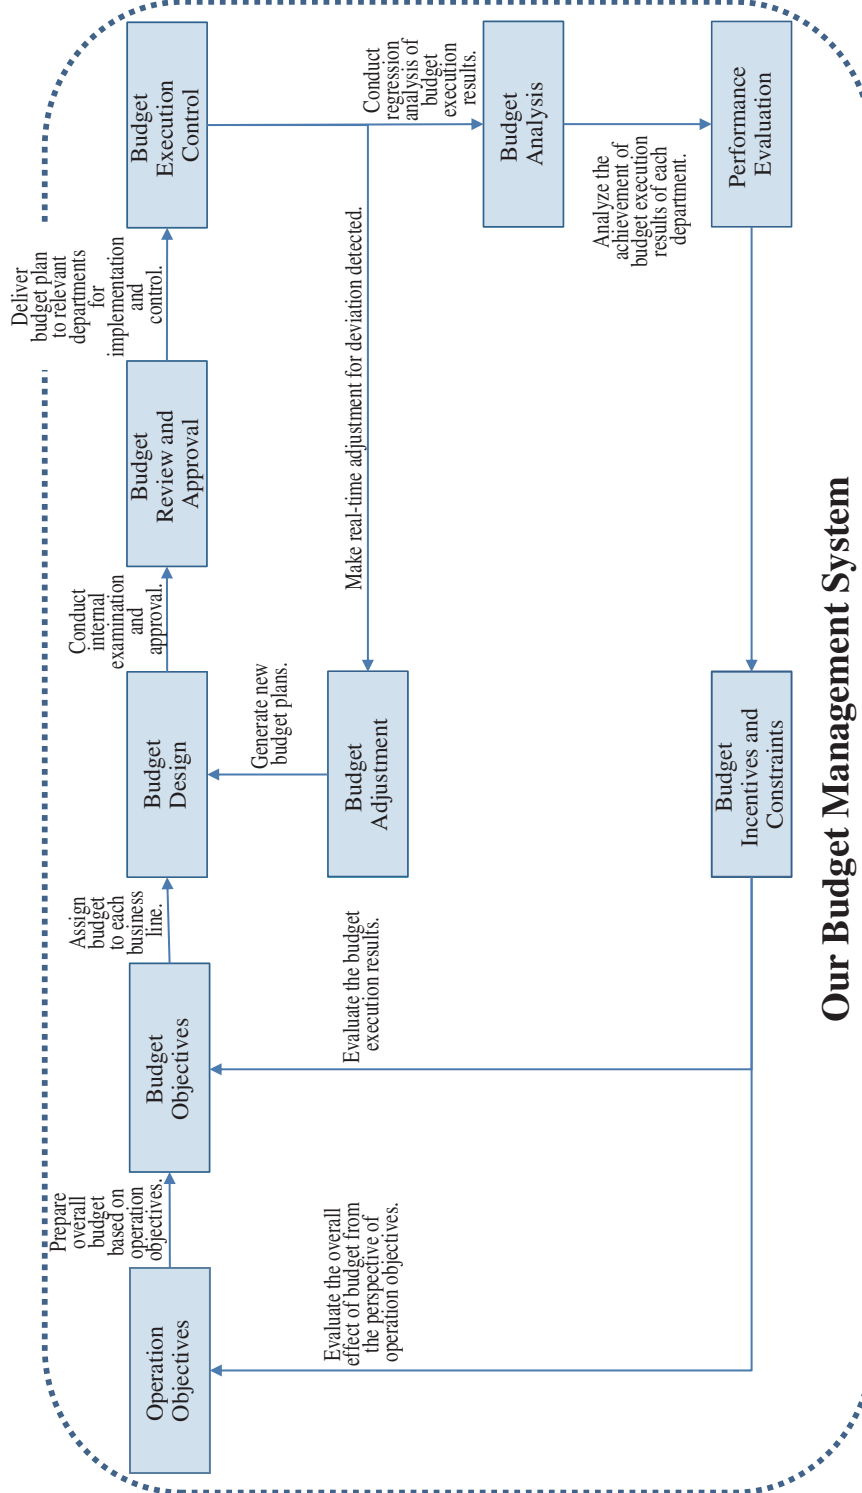 Operation
Objectives
Prepare
overall
budget
based on
operation
objectives.
Budget
Objectives
Assign
budget
to each
business
line.
Budget
Design
Conduct
internal
examination
and
approval.
Budget
Review and
Approval
Deliver
budget plan
to relevant
departments
for
implementation
and
control.
Budget
Execution
Control
Generate new
budget plans.
Budget
Adjustment
Make real-time adjustment for deviation detected.
Conduct
regression
analysis of
budget
execution
results.
Budget
Analysis
Analyze the
achievement of
budget execution
results of each
department.
Performance
Evaluation
Evaluate the overall
effect of budget from
the perspective of
operation objectives.
Evaluate the budget
execution results.
Budget
Incentives and
Constraints
Our Budget Management System